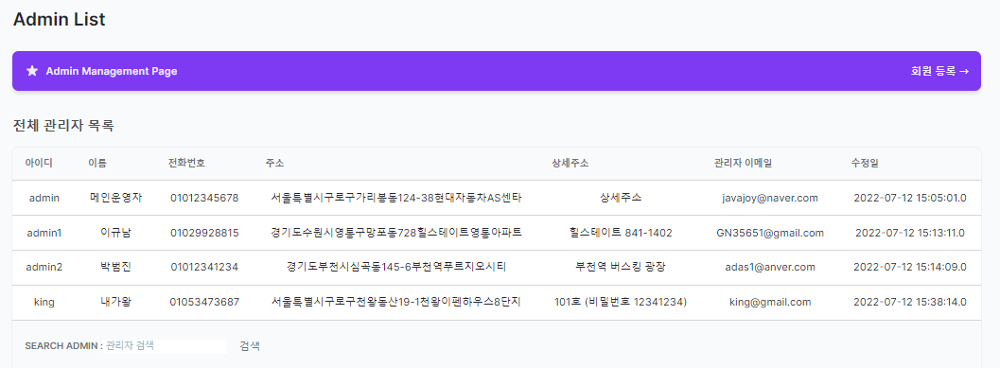 Admin List
Admin Management Page 회원 등록 →
전체 관리자 목록
아이디 이름 전화번호 주소 상세주소 관리자 이메일 수정일
admin 메인운영자 01012345678 서울특별시구로구가리봉동124-38현대자동차AS센타 상세주소 javajoy@naver.com 2022-07-12 15:05:01.0
admin1 이규남 01029928815 경기도수원시영통구망포동728힐스테이트영통아파트 힐스테이트 841-1402 GN35651@gmail.com 2022-07-12 15:13:11.0
admin2 박범진 01012341234 경기도부천시심곡동145-6부천역푸르지오시티 부천역 버스킹 광장 adas1@anver.com 2022-07-12 15:14:09.0
king 내가왕 01053473687 서울특별시구로구천왕동산19-1천왕이펜하우스8단지 101호 (비밀번호 12341234) king@gmail.com 2022-07-12 15:38:14.0
SEARCH ADMIN : 관리자 검색 검색